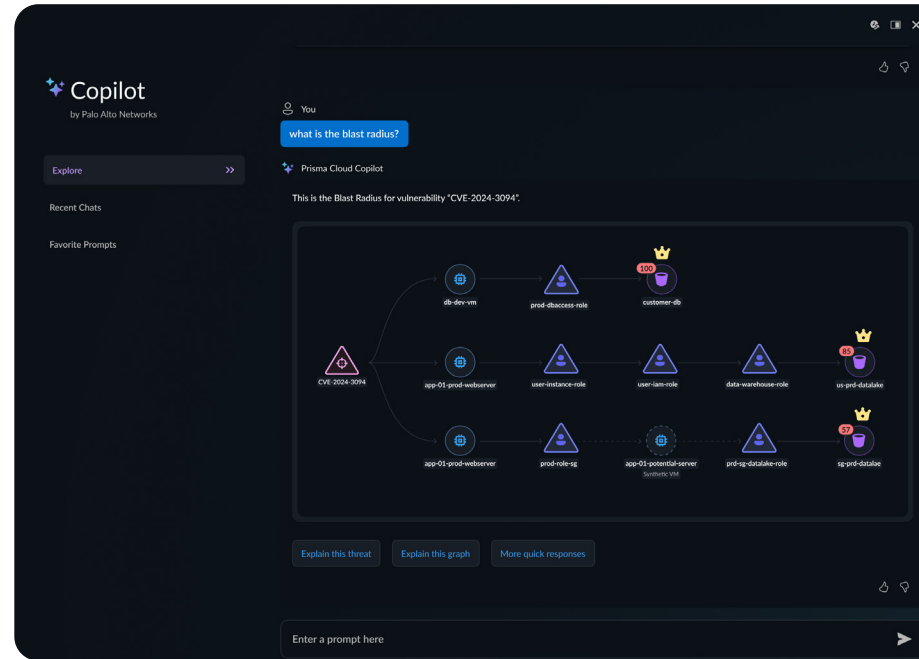 Copilot
by Palo Alto Networks
Explore
Recent Chats
Favorite Prompts
You
what is the blast radius?
Prisma Cloud Copilot
This is the Blast Radius for vulnerability "CVE-2024-3094".
100
db-dev-vm
prod-dbaccess-role
customer-db
85
CVE-2024-3094
app-01-prod-webserver
user-instance-role
user-iam-role
data-warehouse-role
us-prd-datalake
57
app-01-prod-webserver
prod-role-sg
app-01-potential-server
Synthetic VM
prd-sg-datalake-role
sg-prd-datalae
Explain this threat
Explain this graph
More quick responses
Enter a prompt here